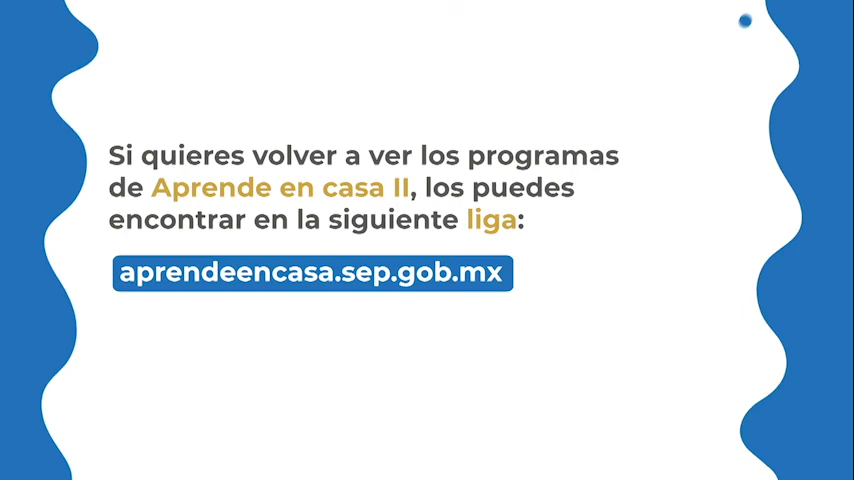 Si quieres volver a ver los programas
de Aprende en casa II, los puedes
encontrar en la siguiente liga:
aprendeencasa.sep.gob.mx